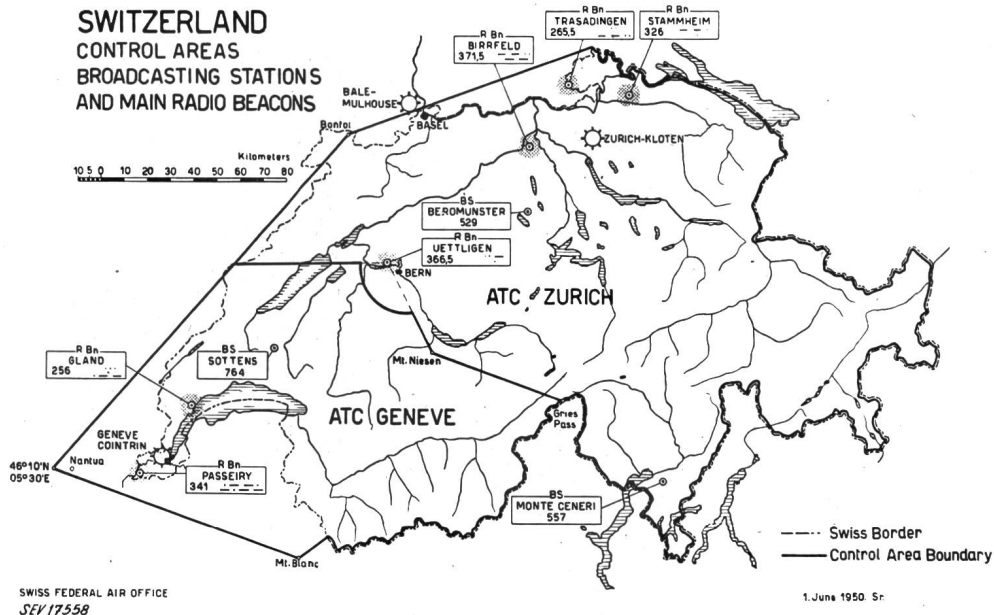 SWITZERLAND
CONTROL AREAS
BROADCASTING STATIONS
AND MAIN RADIO BEACONS
Kilometers
10 5 0 10 20 30 40 50 60 70 80
R Bn
TRASADINGEN
265,5
R Bn
STAMMHEIM
326
R Bn
BIRRFELD
371,5
BALE-
MULHOUSE
BASEL
Bonfol
ZURICH-KLOTEN
BS
BEROMUNSTER
529
R Bn
UETTLIGEN
366,5
BERN
ATC ZURICH
R Bn
GLAND
256
BS
SOTTENS
764
Mt. Niesen
ATC GENEVE
Gries
Pass
GENEVE
COINTRIN
46°10'N
05°30'E
Nantua
R Bn
PASSEIRY
341
BS
MONTE CENERI
557
Mt. Blanc
Swiss Border
Control Area Boundary
SWISS FEDERAL AIR OFFICE
SEV 17558
1. June 1950. Sr.